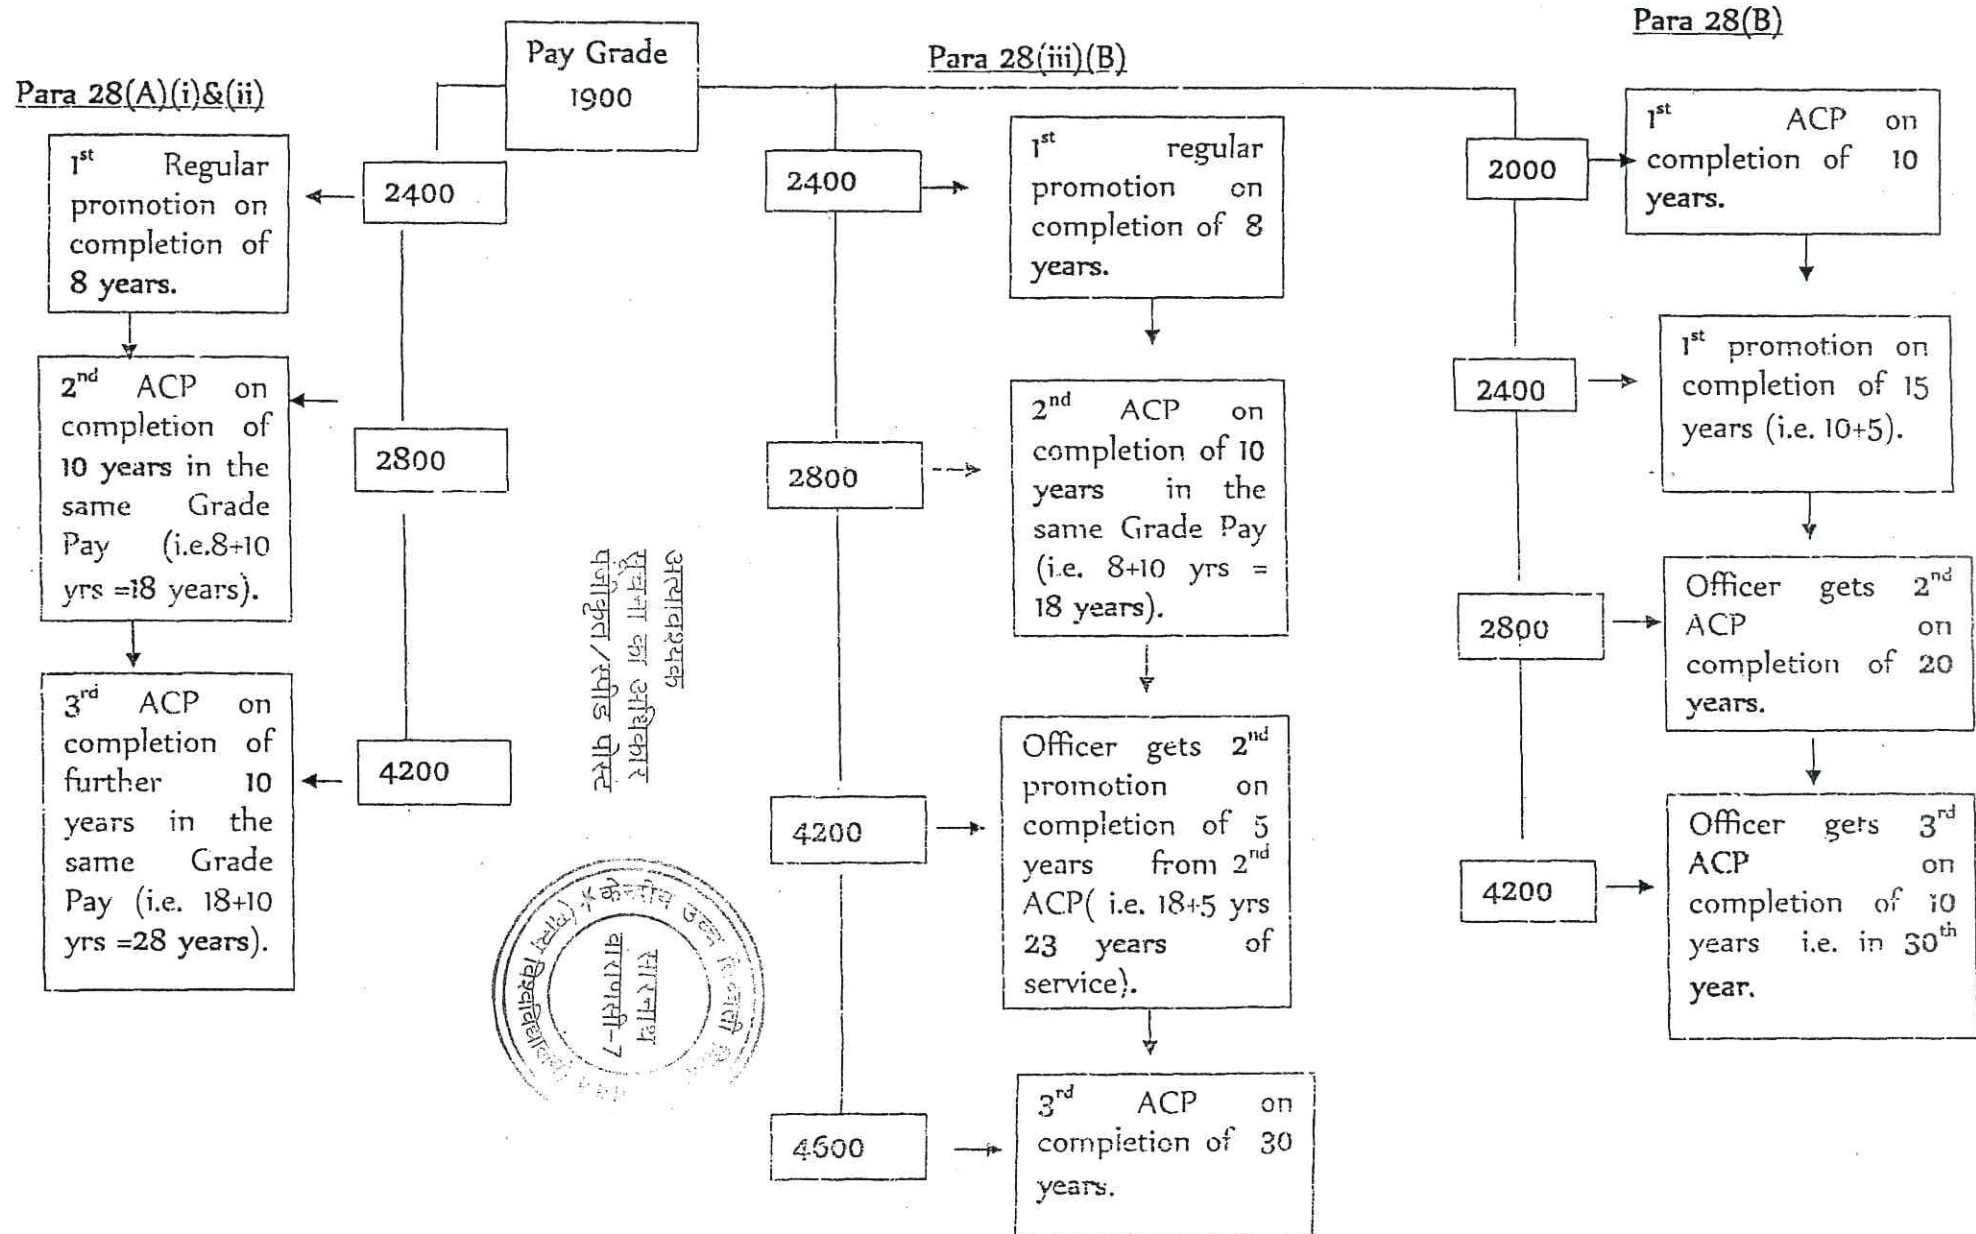 Para 28(A)(i)&(ii)
Pay Grade
1900
Para 28(iii)(B)
Para 28(B)
1st Regular
promotion on
completion of
8 years.
2400
2nd ACP on
completion of
10 years in the
same Grade
Pay (i.e.8+10
yrs =18 years).
2800
3rd ACP on
completion of
further 10
years in the
same Grade
Pay (i.e. 18+10
yrs =28 years).
4200
2400
1st regular
promotion on
completion of 8
years.
2800
2nd ACP on
completion of 10
years in the
same Grade Pay
(i.e. 8+10 yrs =
18 years).
4200
Officer gets 2nd
promotion on
completion of 5
years from 2nd
ACP( i.e. 18+5 yrs
23 years of
service).
4600
3rd ACP on
completion of 30
years.
2000
1st ACP on
completion of 10
years.
2400
1st promotion on
completion of 15
years (i.e. 10+5).
2800
Officer gets 2nd
ACP on
completion of 20
years.
4200
Officer gets 3rd
ACP on
completion of 10
years i.e. in 30th
year.
अत्यावश्यक
सूचना का अधिकार
पंजीकृत/स्पीड पोस्ट
केन्द्रीय उच्च तिब्बती
विश्वविद्यालय)
सारनाथ
वाराणसी-7